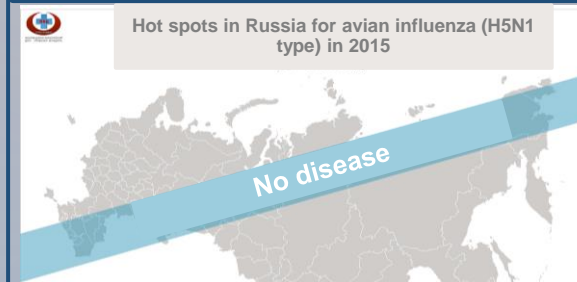 Hot spots in Russia for avian influenza (H5N1
type) in 2015
No disease